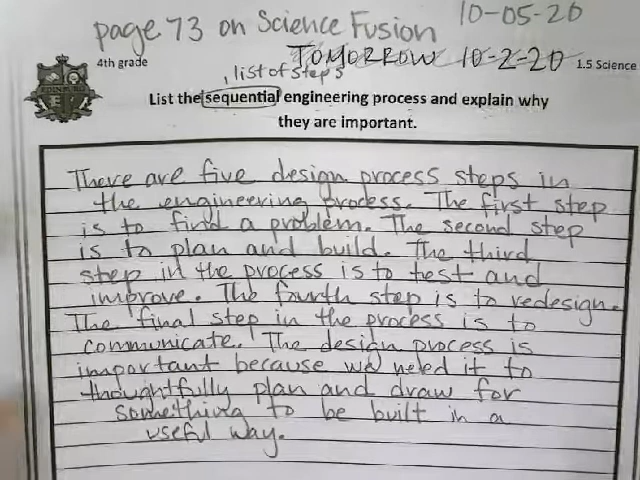 page 73 on Science Fusion 10-05-20
TOMORROW 10-2-20
4th grade
1.5 Science
, list of steps
List the sequential engineering process and explain why
they are important.
There are five design process steps in
the engineering process. The first step
is to find a problem. The second step
is to plan and build. The third
step in the process is to test and
improve. The fourth step is to redesign.
The final step in the process is to
communicate. The design process is
important because we need it to
thoughtfully plan and draw for
something to be built in a
useful way.